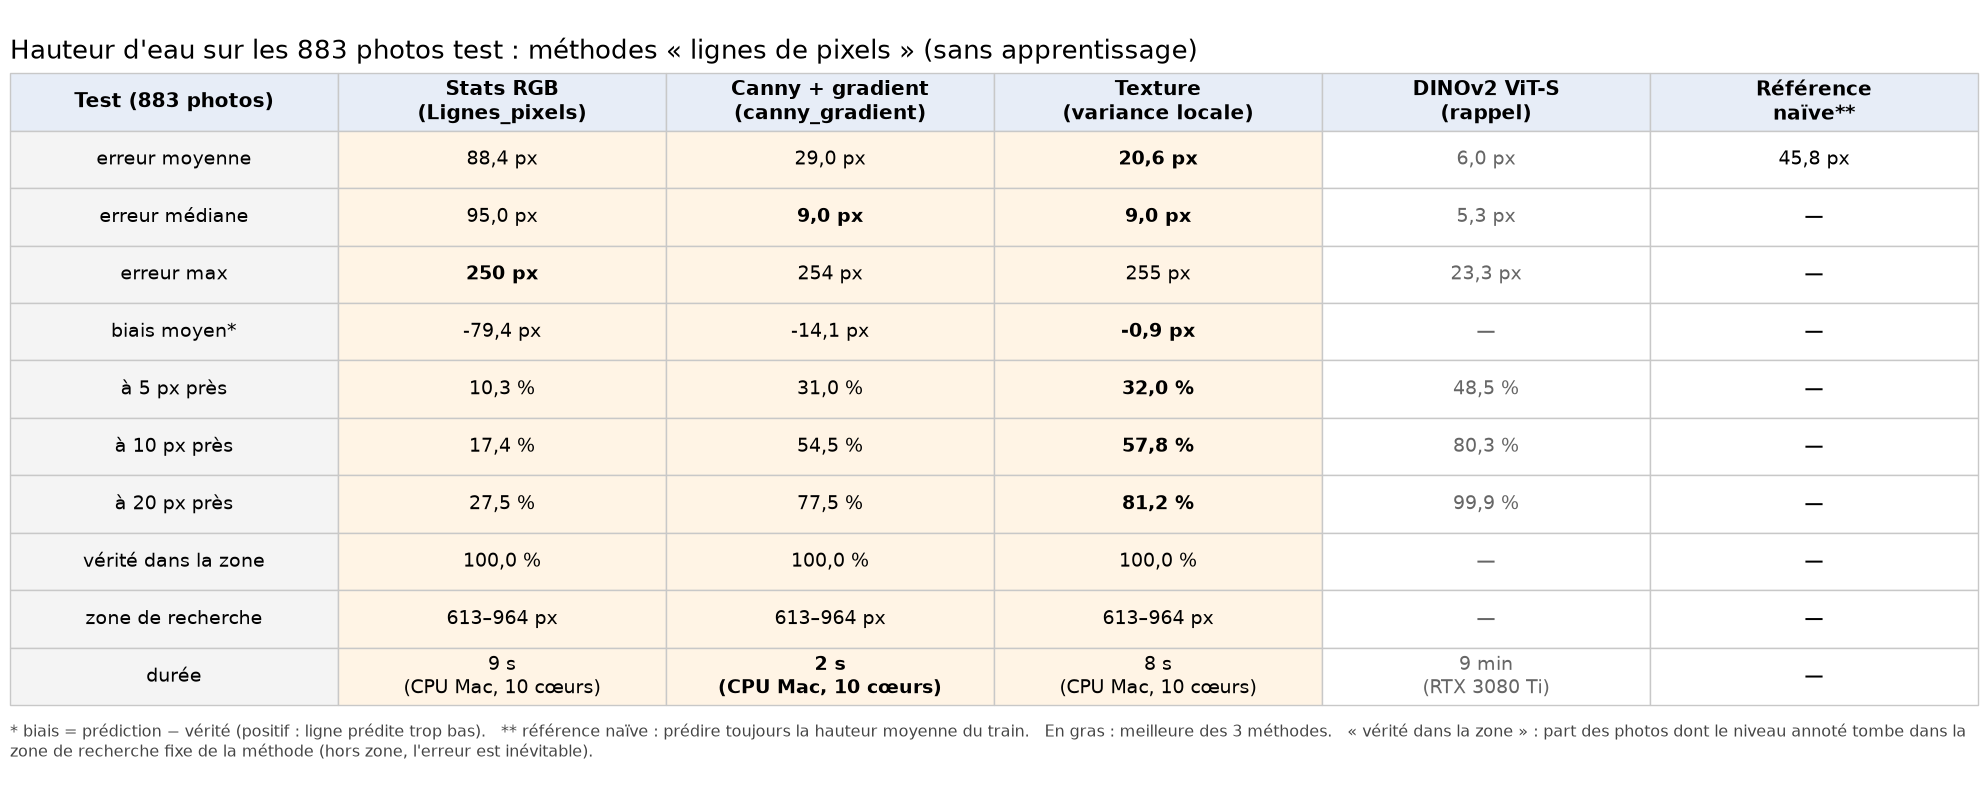 Hauteur d'eau sur les 883 photos test : méthodes « lignes de pixels » (sans apprentissage)
Test (883 photos) Stats RGB (Lignes_pixels) Canny + gradient (canny_gradient) Texture (variance locale) DINOv2 ViT-S (rappel) Référence naïve**
erreur moyenne 88,4 px 29,0 px 20,6 px 6,0 px 45,8 px
erreur médiane 95,0 px 9,0 px 9,0 px 5,3 px —
erreur max 250 px 254 px 255 px 23,3 px —
biais moyen* -79,4 px -14,1 px -0,9 px — —
à 5 px près 10,3 % 31,0 % 32,0 % 48,5 % —
à 10 px près 17,4 % 54,5 % 57,8 % 80,3 % —
à 20 px près 27,5 % 77,5 % 81,2 % 99,9 % —
vérité dans la zone 100,0 % 100,0 % 100,0 % — —
zone de recherche 613–964 px 613–964 px 613–964 px — —
durée 9 s (CPU Mac, 10 cœurs) 2 s (CPU Mac, 10 cœurs) 8 s (CPU Mac, 10 cœurs) 9 min (RTX 3080 Ti) —
* biais = prédiction − vérité (positif : ligne prédite trop bas). ** référence naïve : prédire toujours la hauteur moyenne du train. En gras : meilleure des 3 méthodes. « vérité dans la zone » : part des photos dont le niveau annoté tombe dans la
zone de recherche fixe de la méthode (hors zone, l'erreur est inévitable).